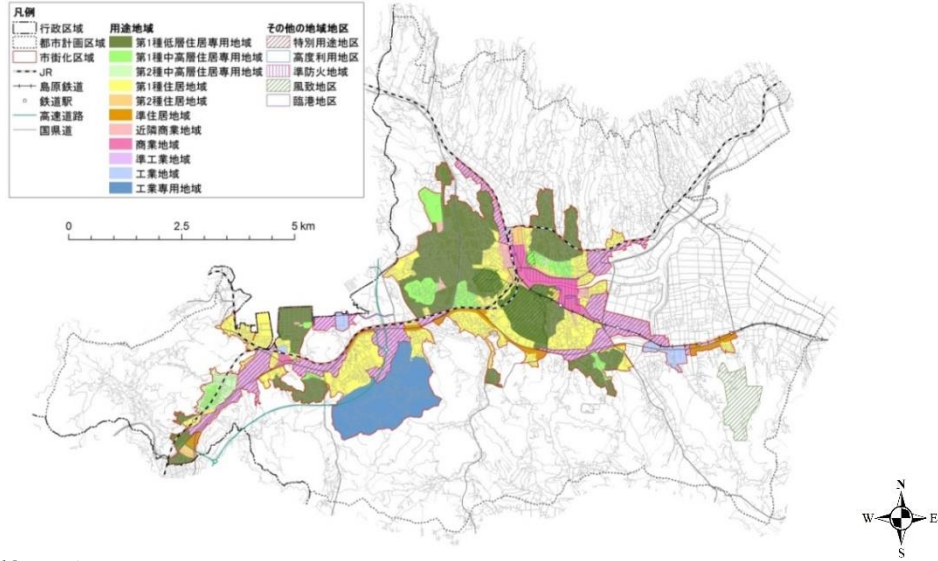 凡例
行政区域
都市計画区域
市街化区域
JR
島原鉄道
鉄道駅
高速道路
国県道
用途地域
第1種低層住居専用地域
第1種中高層住居専用地域
第2種中高層住居専用地域
第1種住居地域
第2種住居地域
準住居地域
近隣商業地域
商業地域
準工業地域
工業地域
工業専用地域
その他の地域地区
特別用途地区
高度利用地区
準防火地域
風致地区
臨港地区
0 2.5 5 km
N
W E
S